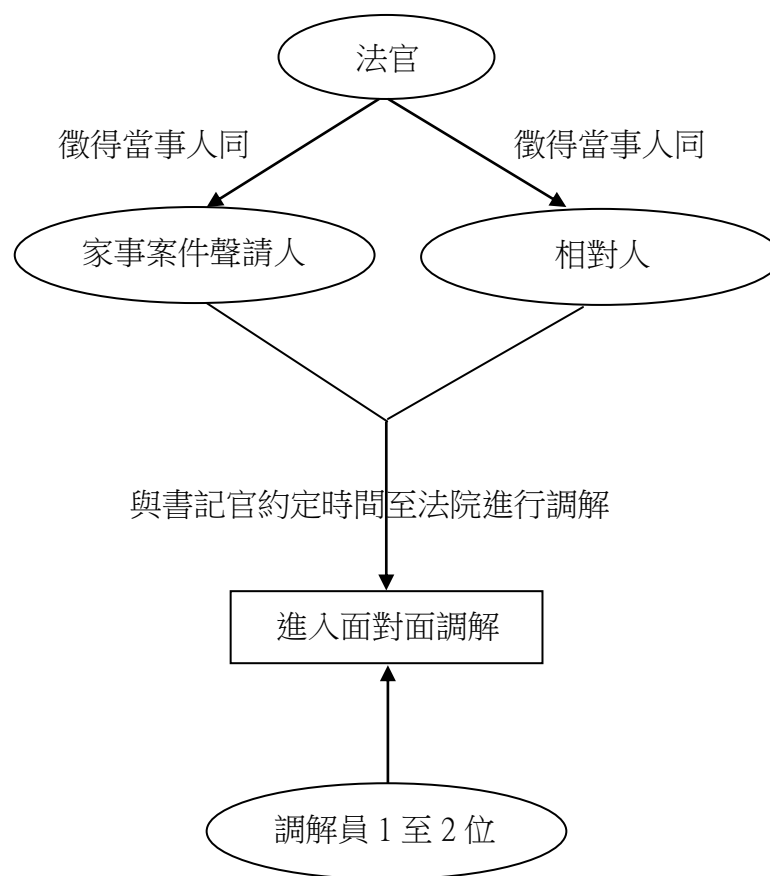 法官
徵得當事人同
徵得當事人同
家事案件聲請人
相對人
與書記官約定時間至法院進行調解
進入面對面調解
調解員 1 至 2 位